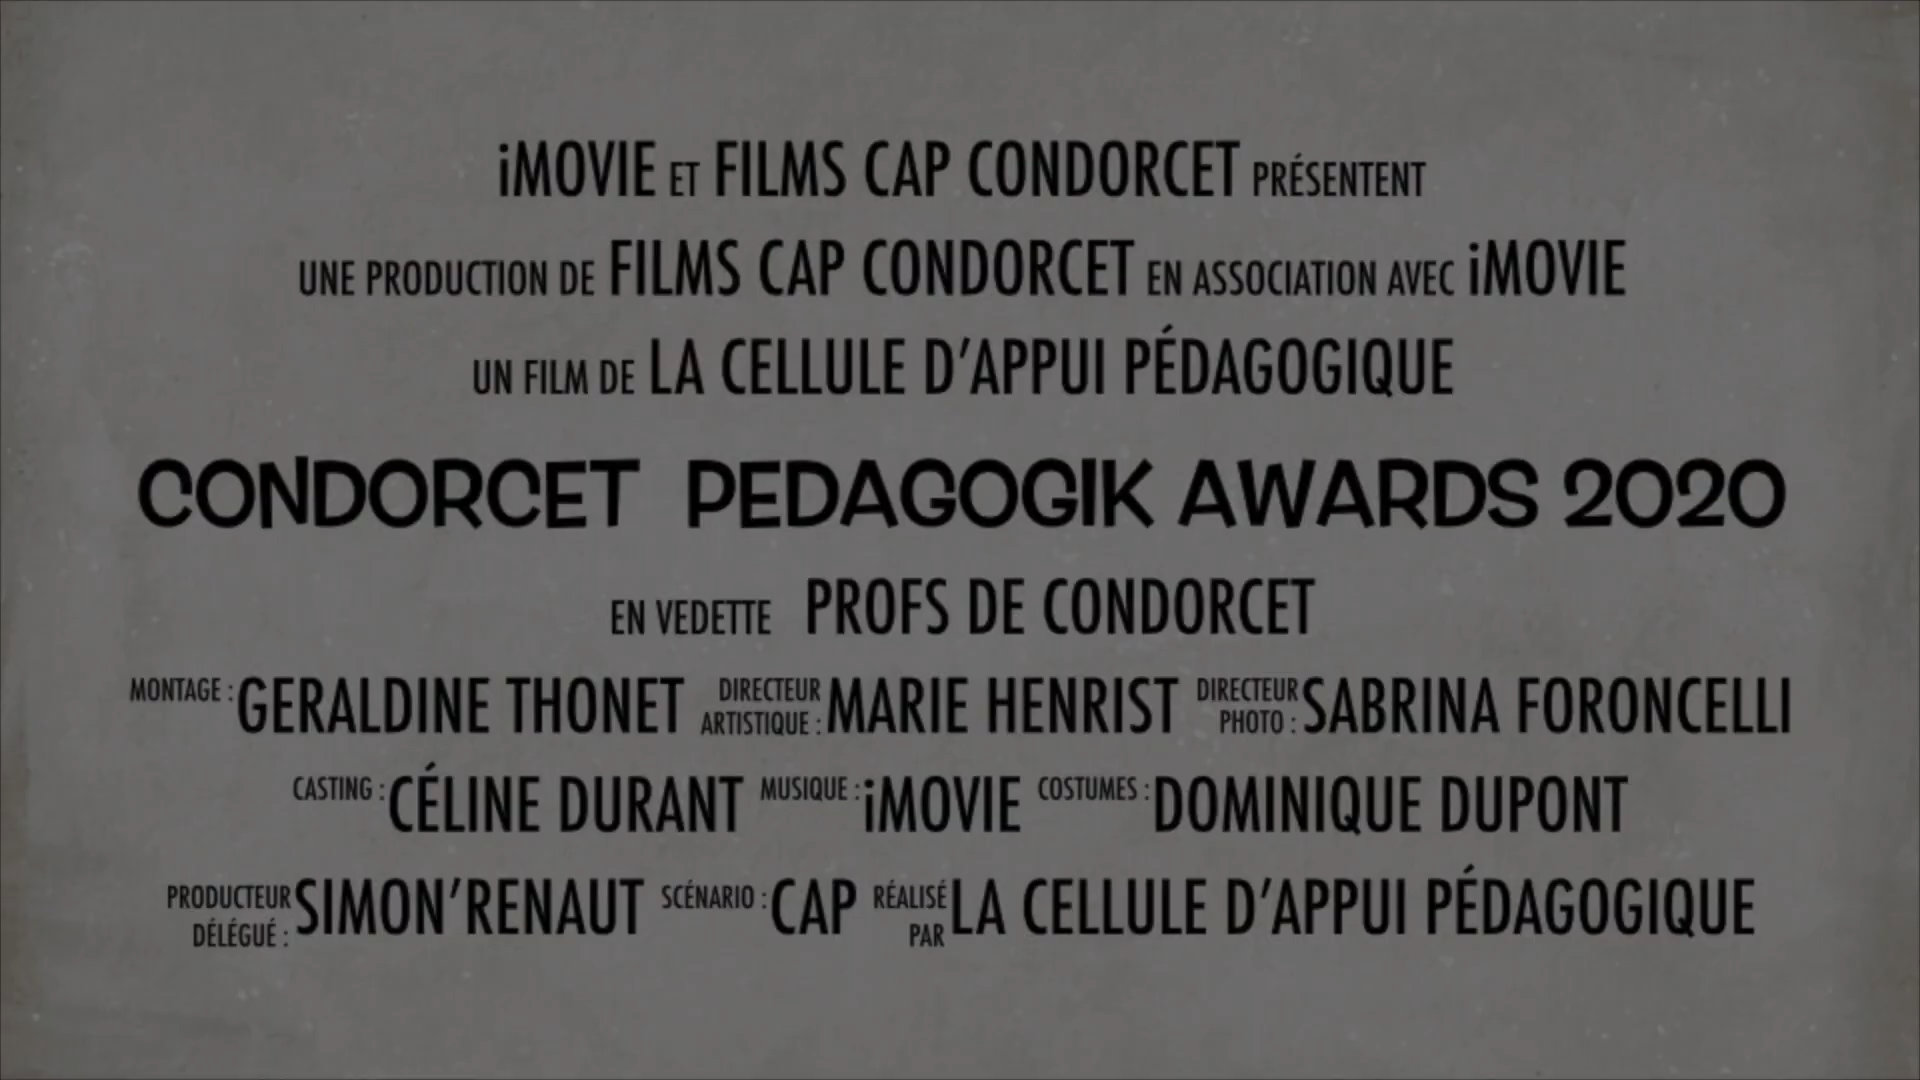 iMOVIE ET FILMS CAP CONDORCET PRÉSENTENT
UNE PRODUCTION DE FILMS CAP CONDORCET EN ASSOCIATION AVEC iMOVIE
UN FILM DE LA CELLULE D'APPUI PÉDAGOGIQUE
CONDORCET PEDAGOGIK AWARDS 2020
EN VEDETTE PROFS DE CONDORCET
MONTAGE : GERALDINE THONET DIRECTEUR ARTISTIQUE : MARIE HENRIST DIRECTEUR PHOTO : SABRINA FORONCELLI
CASTING : CÉLINE DURANT MUSIQUE : iMOVIE COSTUMES : DOMINIQUE DUPONT
PRODUCTEUR DÉLÉGUÉ : SIMON'RENAUT SCÉNARIO : CAP RÉALISÉ PAR LA CELLULE D'APPUI PÉDAGOGIQUE